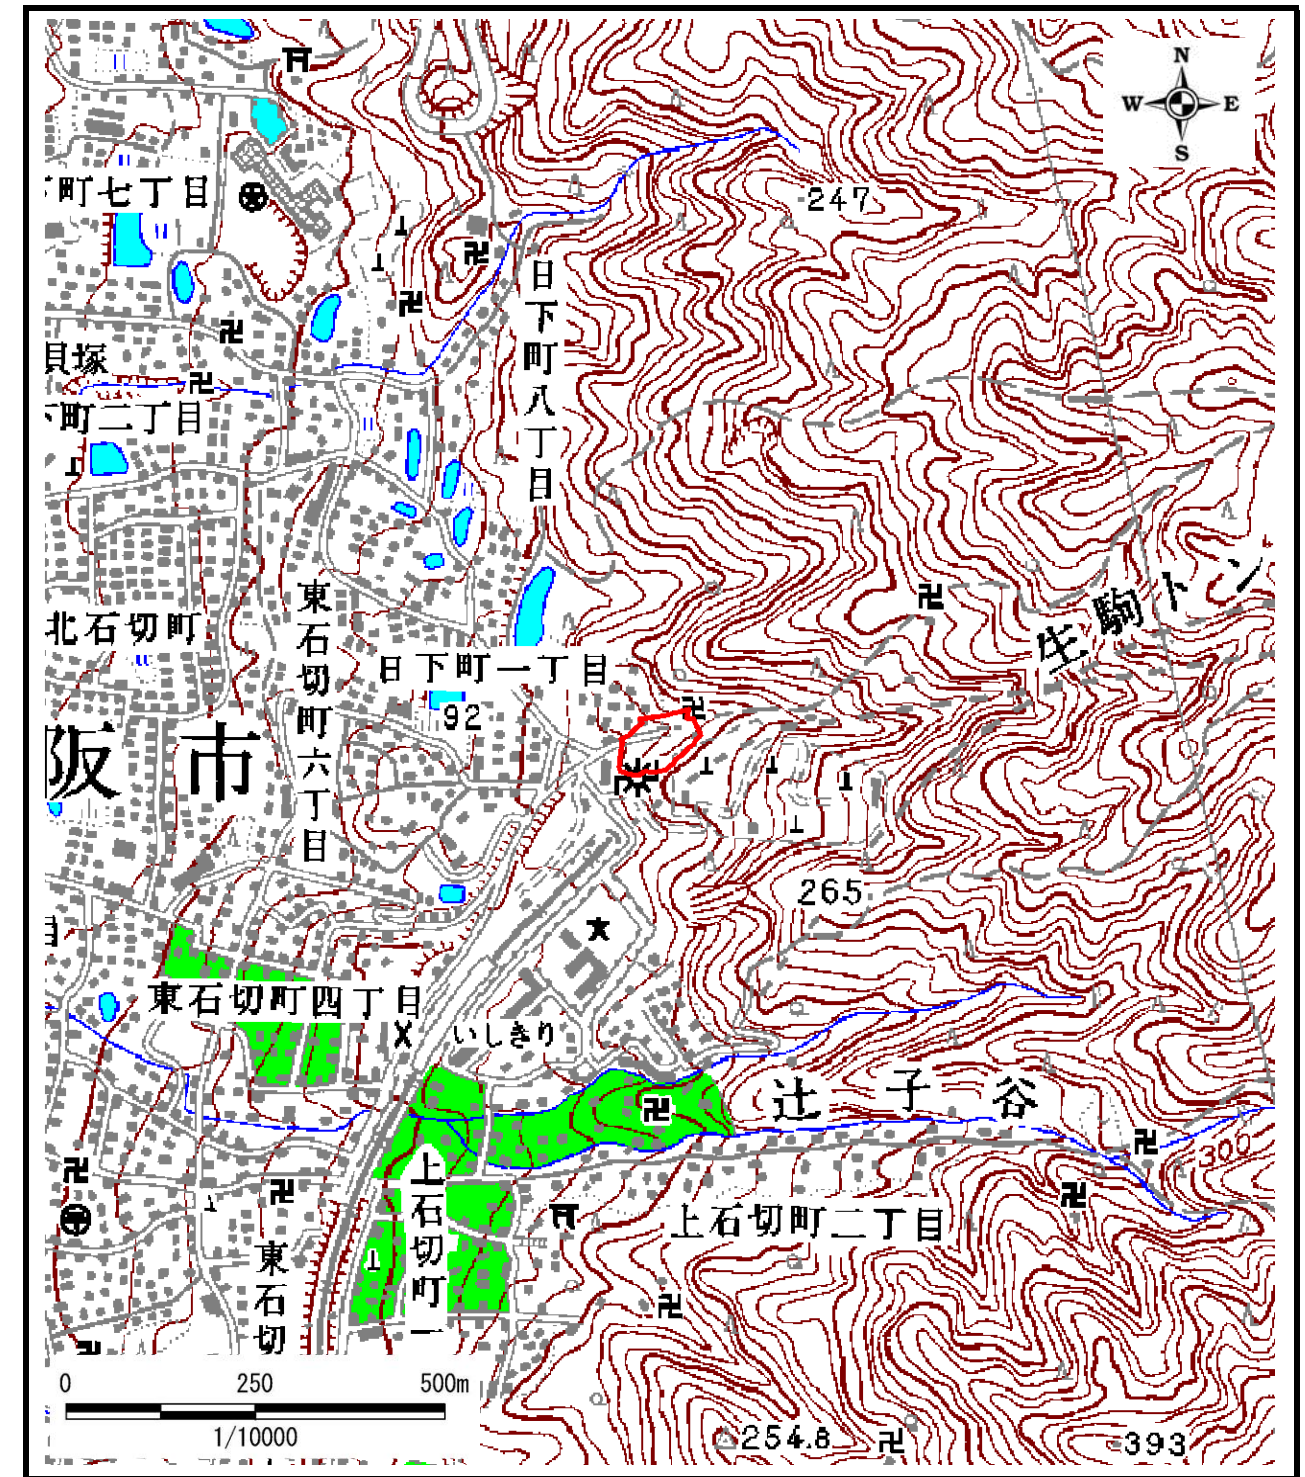 N
W E
S
町七丁目
247
日下町八丁目
貝塚
町二丁目
北石切町
東石切町六丁目
日下町一丁目
92
生駒トン
阪市
265
東石切町四丁目
いしきり
辻子谷
300
上石切町一
上石切町二丁目
東石切
0 250 500m
1/10000
254.8
393